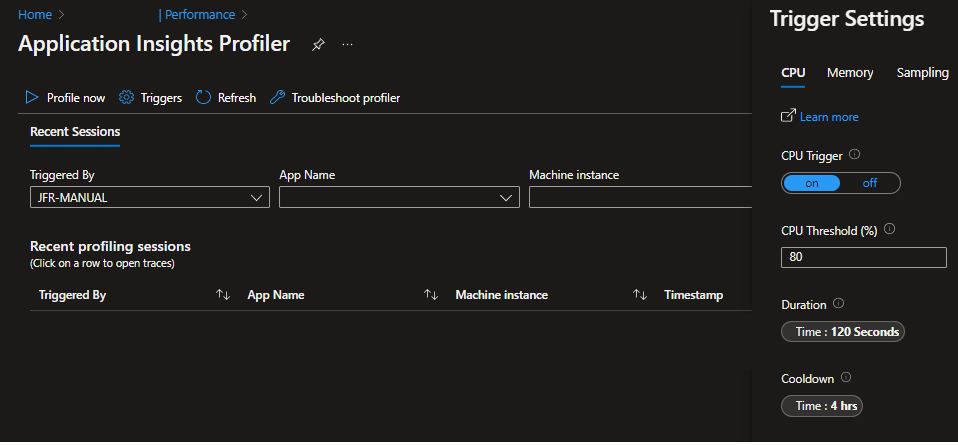 Home > | Performance >
Application Insights Profiler ...
Profile now Triggers Refresh Troubleshoot profiler
Recent Sessions
Triggered By App Name Machine instance
JFR-MANUAL
Recent profiling sessions
(Click on a row to open traces)
Triggered By App Name Machine instance Timestamp
Trigger Settings
CPU Memory Sampling
Learn more
CPU Trigger
on off
CPU Threshold (%)
80
Duration
Time : 120 Seconds
Cooldown
Time : 4 hrs